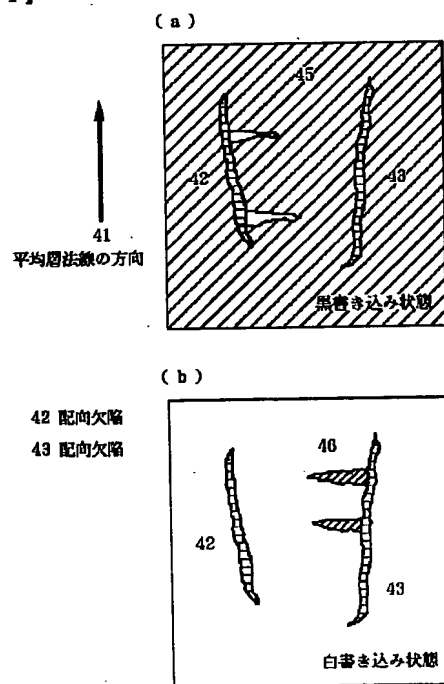 (a)
45
42
43
41
平均層法線の方向
黒書き込み状態
(b)
42 配向欠陥
43 配向欠陥
46
42
43
白書き込み状態